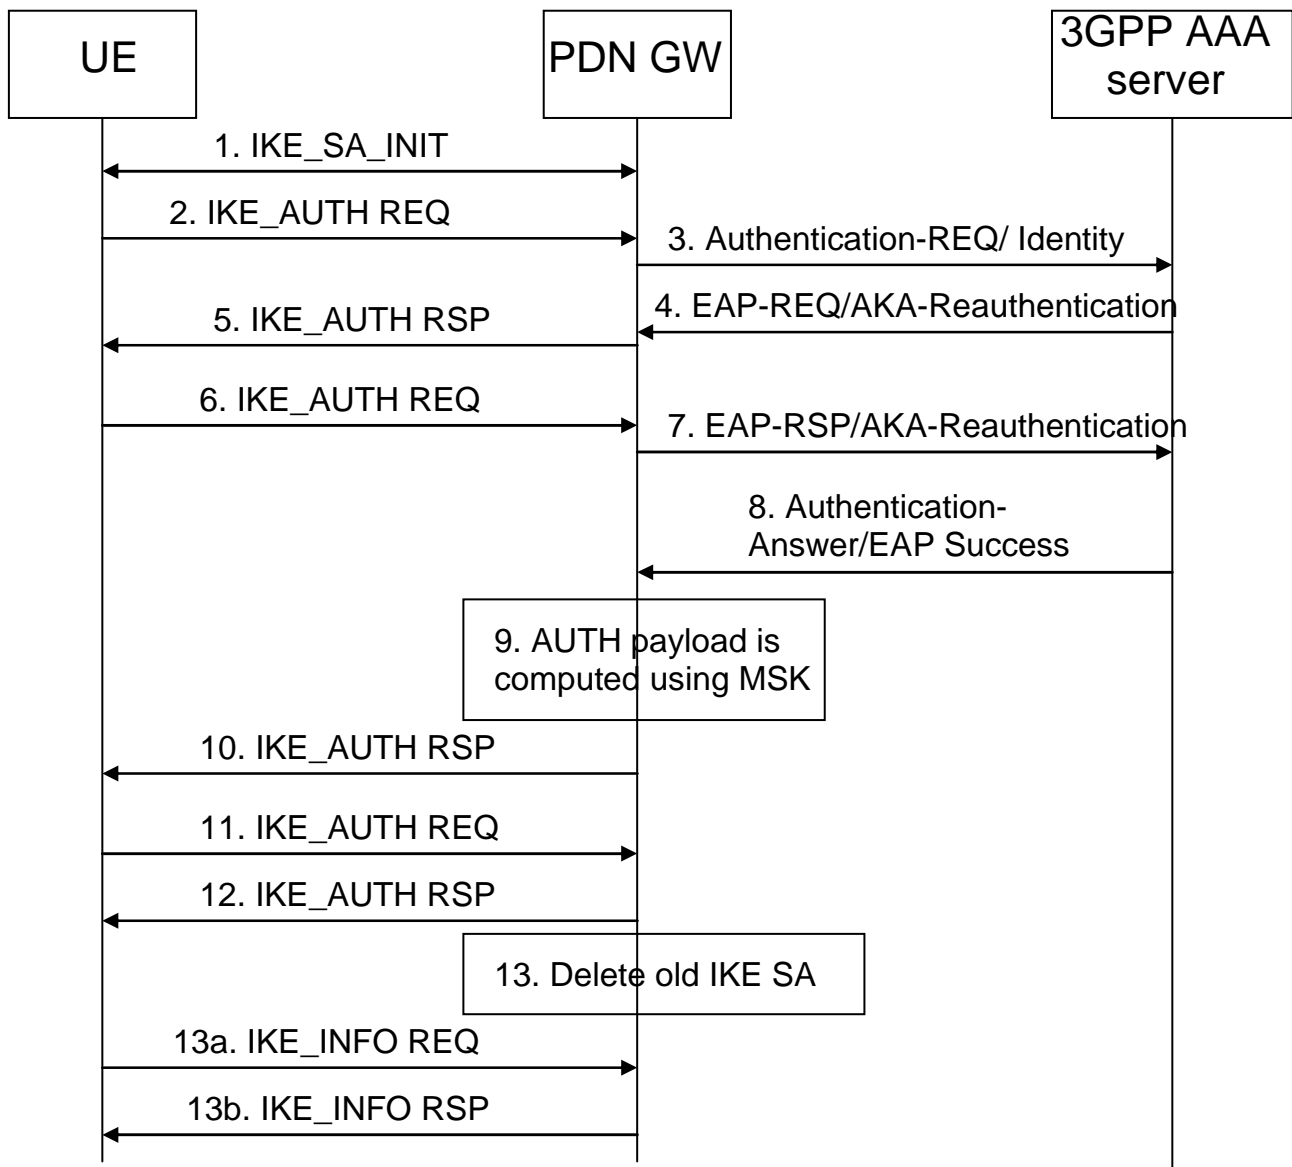 UE
PDN GW
3GPP AAA
server
1. IKE_SA_INIT
2. IKE_AUTH REQ
3. Authentication-REQ/ Identity
4. EAP-REQ/AKA-Reauthentication
5. IKE_AUTH RSP
6. IKE_AUTH REQ
7. EAP-RSP/AKA-Reauthentication
8. Authentication-
Answer/EAP Success
9. AUTH payload is
computed using MSK
10. IKE_AUTH RSP
11. IKE_AUTH REQ
12. IKE_AUTH RSP
13. Delete old IKE SA
13a. IKE_INFO REQ
13b. IKE_INFO RSP